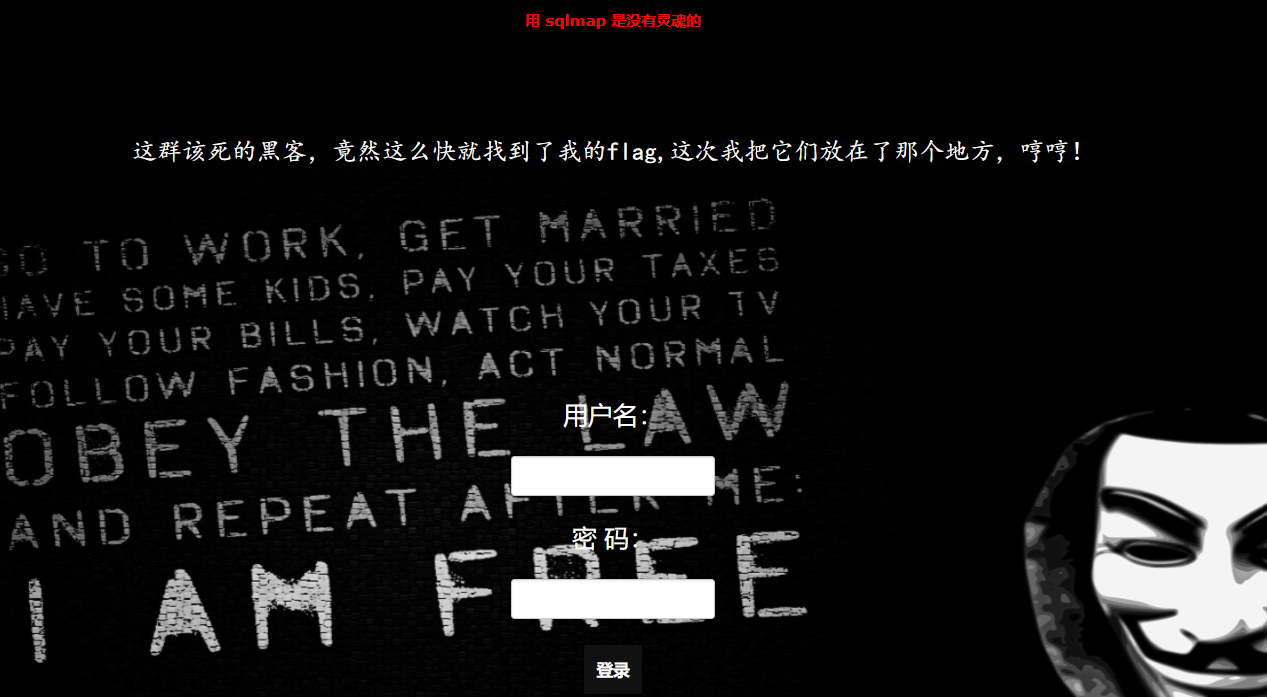 用 sqlmap 是没有灵魂的
这群该死的黑客，竟然这么快就找到了我的flag,这次我把它们放在了那个地方，哼哼！
GO TO WORK, GET MARRIED
HAVE SOME KIDS, PAY YOUR TAXES
PAY YOUR BILLS, WATCH YOUR TV
FOLLOW FASHION, ACT NORMAL
OBEY THE LAW
AND REPEAT AFTER ME:
I AM FREE
用户名：
密 码：
登录